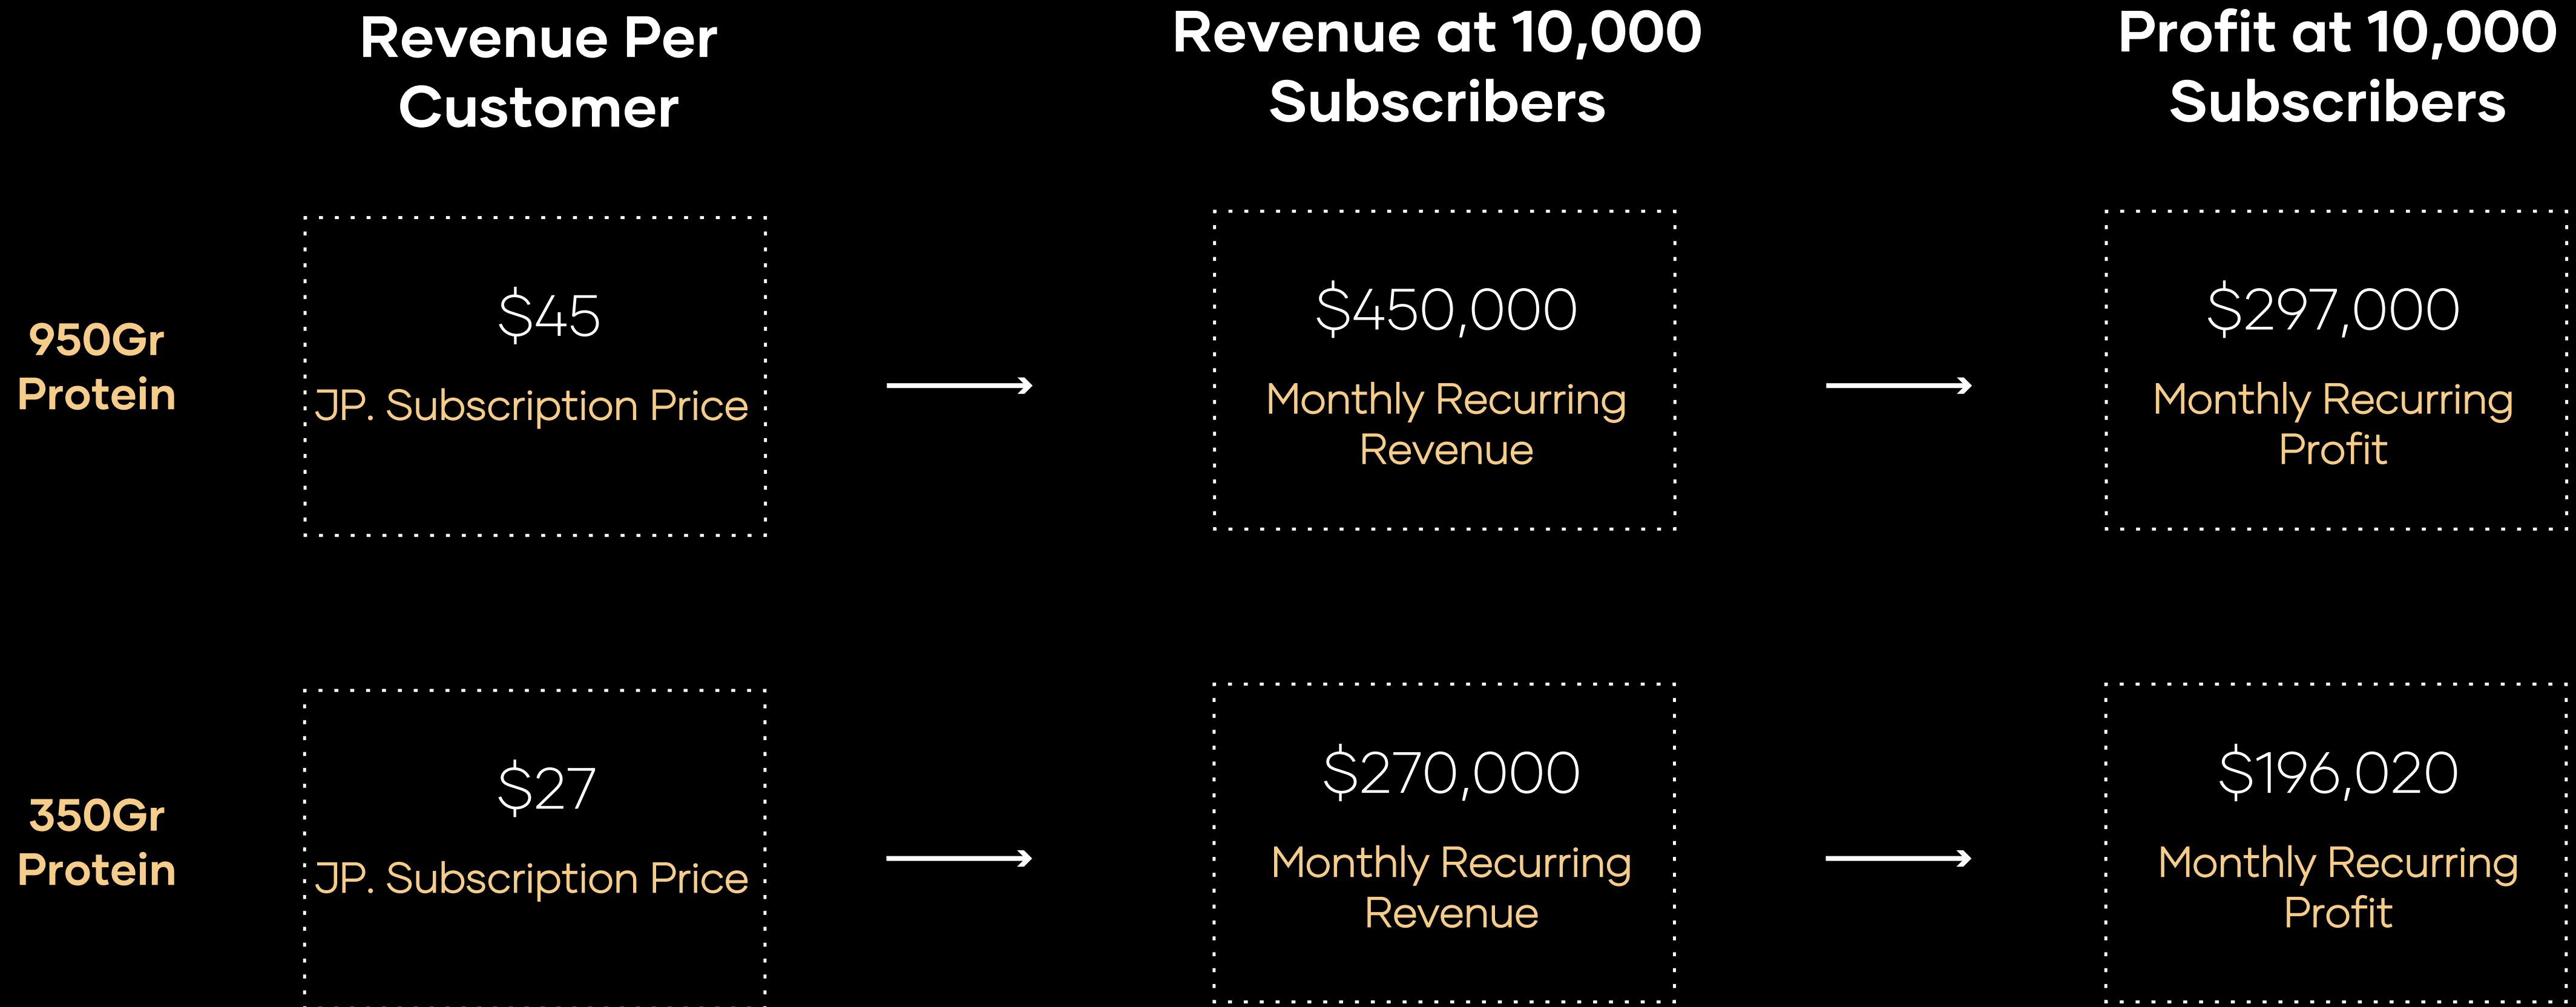 Revenue Per
Customer
Revenue at 10,000
Subscribers
Profit at 10,000
Subscribers
950Gr
Protein
$45
JP. Subscription Price
$450,000
Monthly Recurring
Revenue
$297,000
Monthly Recurring
Profit
350Gr
Protein
$27
JP. Subscription Price
$270,000
Monthly Recurring
Revenue
$196,020
Monthly Recurring
Profit